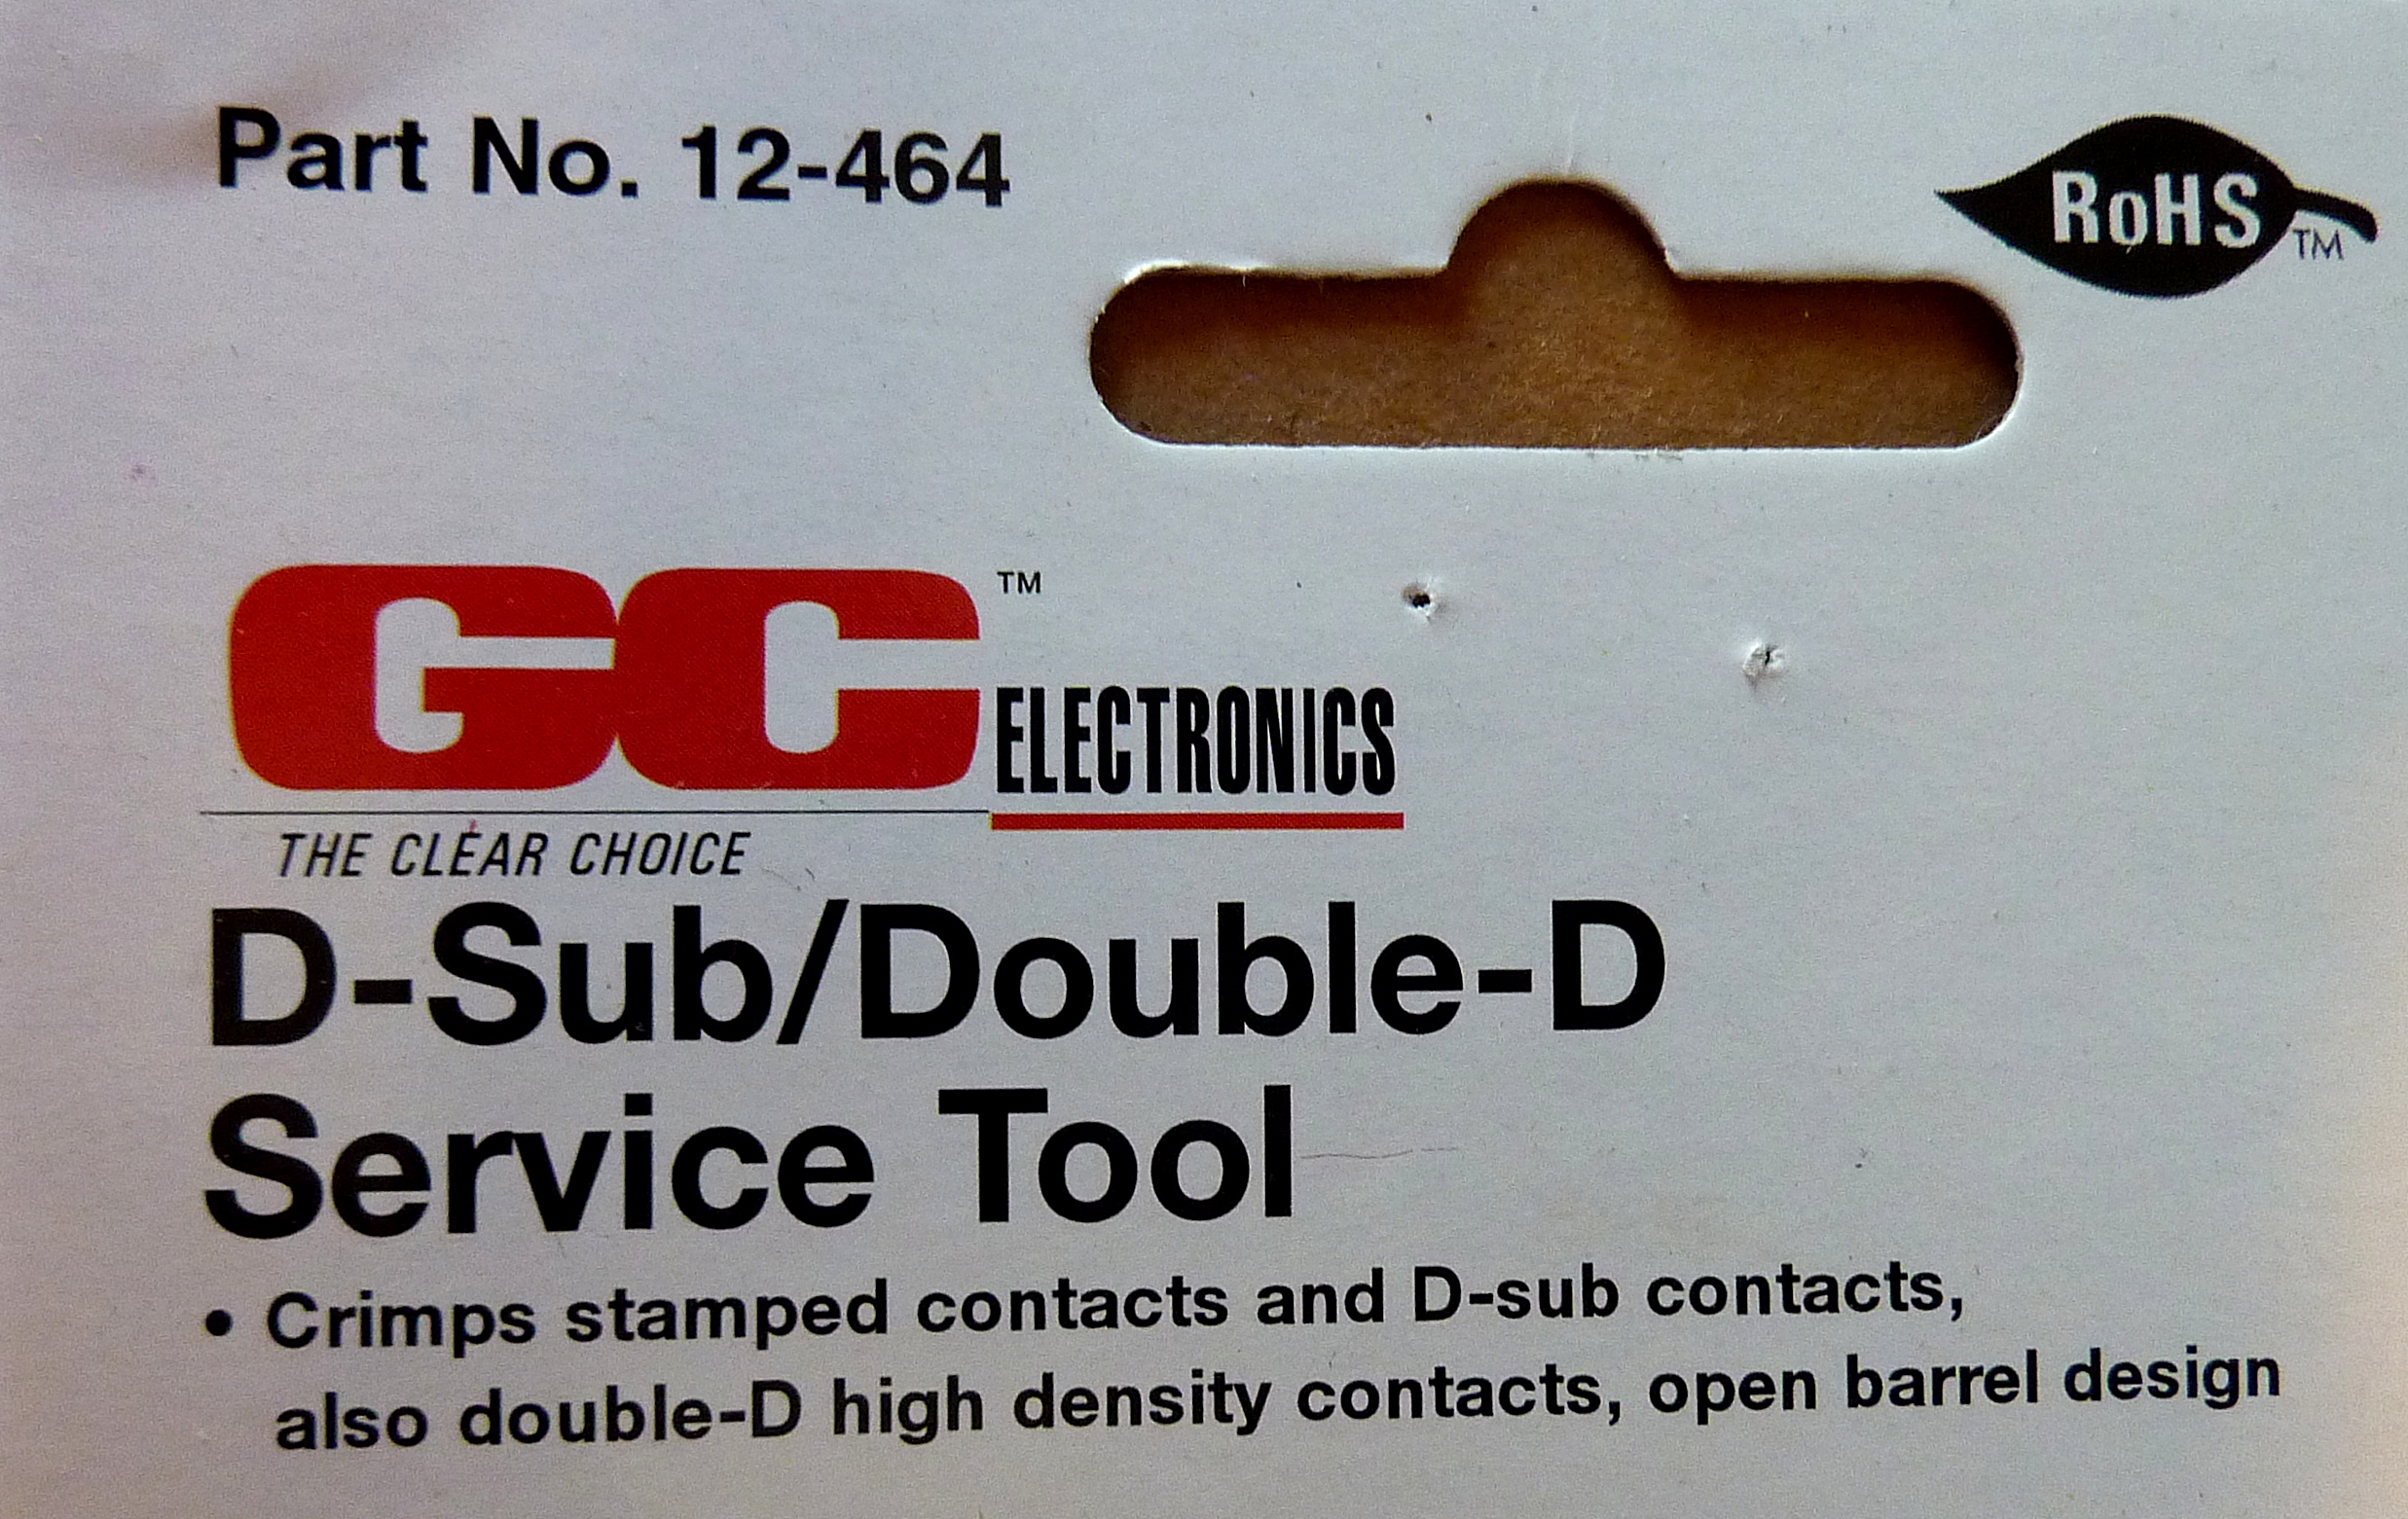 Part No. 12-464
RoHS TM
GC TM
ELECTRONICS
THE CLEAR CHOICE
D-Sub/Double-D
Service Tool
• Crimps stamped contacts and D-sub contacts,
also double-D high density contacts, open barrel design